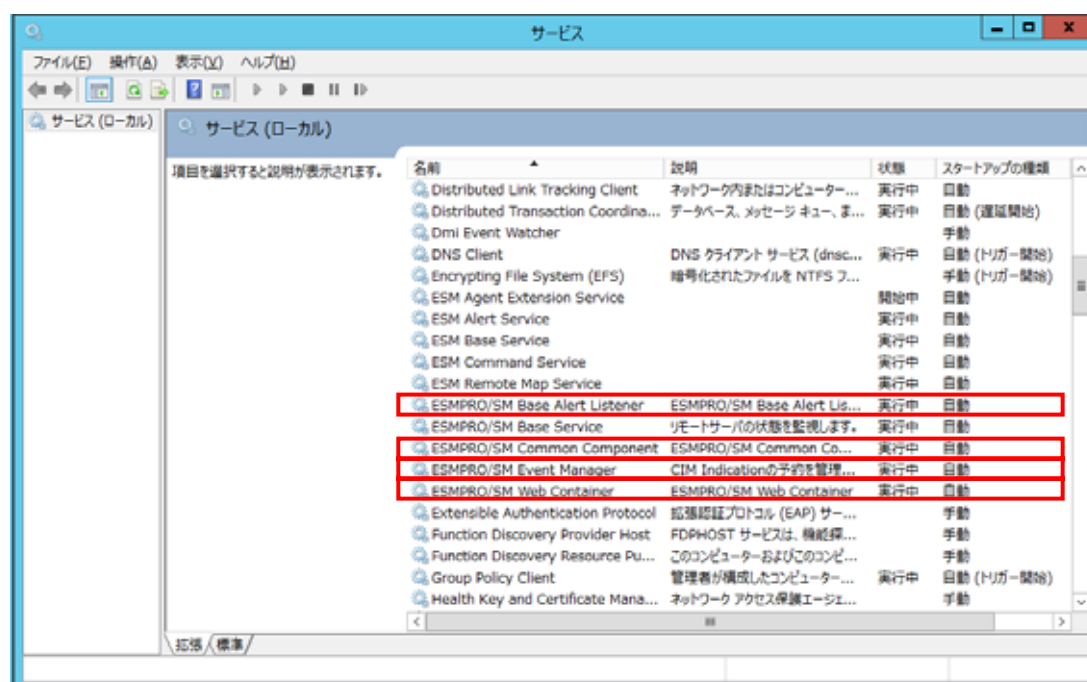 サービス
ファイル(F) 操作(A) 表示(V) ヘルプ(H)
サービス (ローカル) サービス (ローカル)
項目を選択すると説明が表示されます。
名前 説明 状態 スタートアップの種類
Distributed Link Tracking Client ネットワーク内またはコンピューター... 実行中 自動
Distributed Transaction Coordina... データベース、メッセージ キュー、ま... 実行中 自動 (遅延開始)
Dmi Event Watcher 手動
DNS Client DNS クライアント サービス (dnsc... 実行中 自動 (トリガー開始)
Encrypting File System (EFS) 暗号化されたファイルを NTFS フ... 手動 (トリガー開始)
ESM Agent Extension Service 開始中 自動
ESM Alert Service 実行中 自動
ESM Base Service 実行中 自動
ESM Command Service 実行中 自動
ESM Remote Map Service 実行中 自動
ESMPRO/SM Base Alert Listener ESMPRO/SM Base Alert Lis... 実行中 自動
ESMPRO/SM Base Service リモートサーバの状態を監視します。 実行中 自動
ESMPRO/SM Common Component ESMPRO/SM Common Co... 実行中 自動
ESMPRO/SM Event Manager CIM Indicationの予約を管理... 実行中 自動
ESMPRO/SM Web Container ESMPRO/SM Web Container 実行中 自動
Extensible Authentication Protocol 拡張認証プロトコル (EAP) サー... 手動
Function Discovery Provider Host FDPHOST サービスは、機能探... 手動
Function Discovery Resource Pu... このコンピューターおよびこのコンピ... 手動
Group Policy Client 管理者が構成したコンピューター... 実行中 自動 (トリガー開始)
Health Key and Certificate Mana... ネットワーク アクセス保護エージェ... 手動
拡張 標準